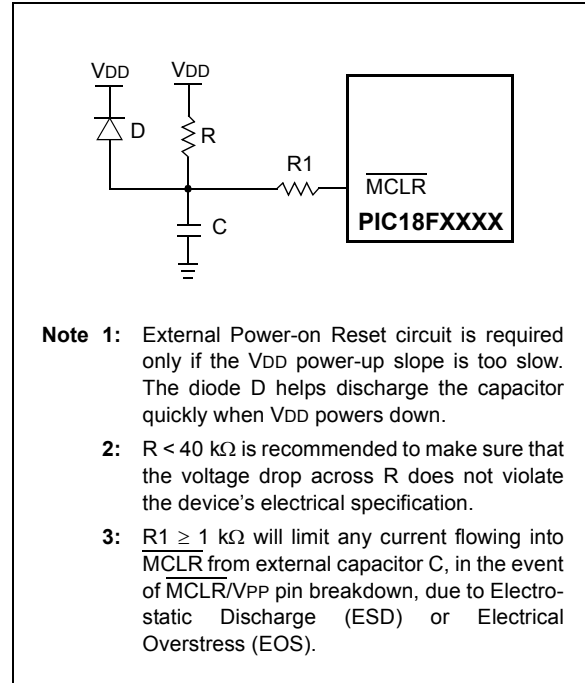 VDD VDD
D R
R1
MCLR
C
PIC18FXXXX
Note 1: External Power-on Reset circuit is required
only if the VDD power-up slope is too slow.
The diode D helps discharge the capacitor
quickly when VDD powers down.
2: R < 40 kΩ is recommended to make sure that
the voltage drop across R does not violate
the device's electrical specification.
3: R1 ≥ 1 kΩ will limit any current flowing into
MCLR from external capacitor C, in the event
of MCLR/VPP pin breakdown, due to Electro-
static Discharge (ESD) or Electrical
Overstress (EOS).